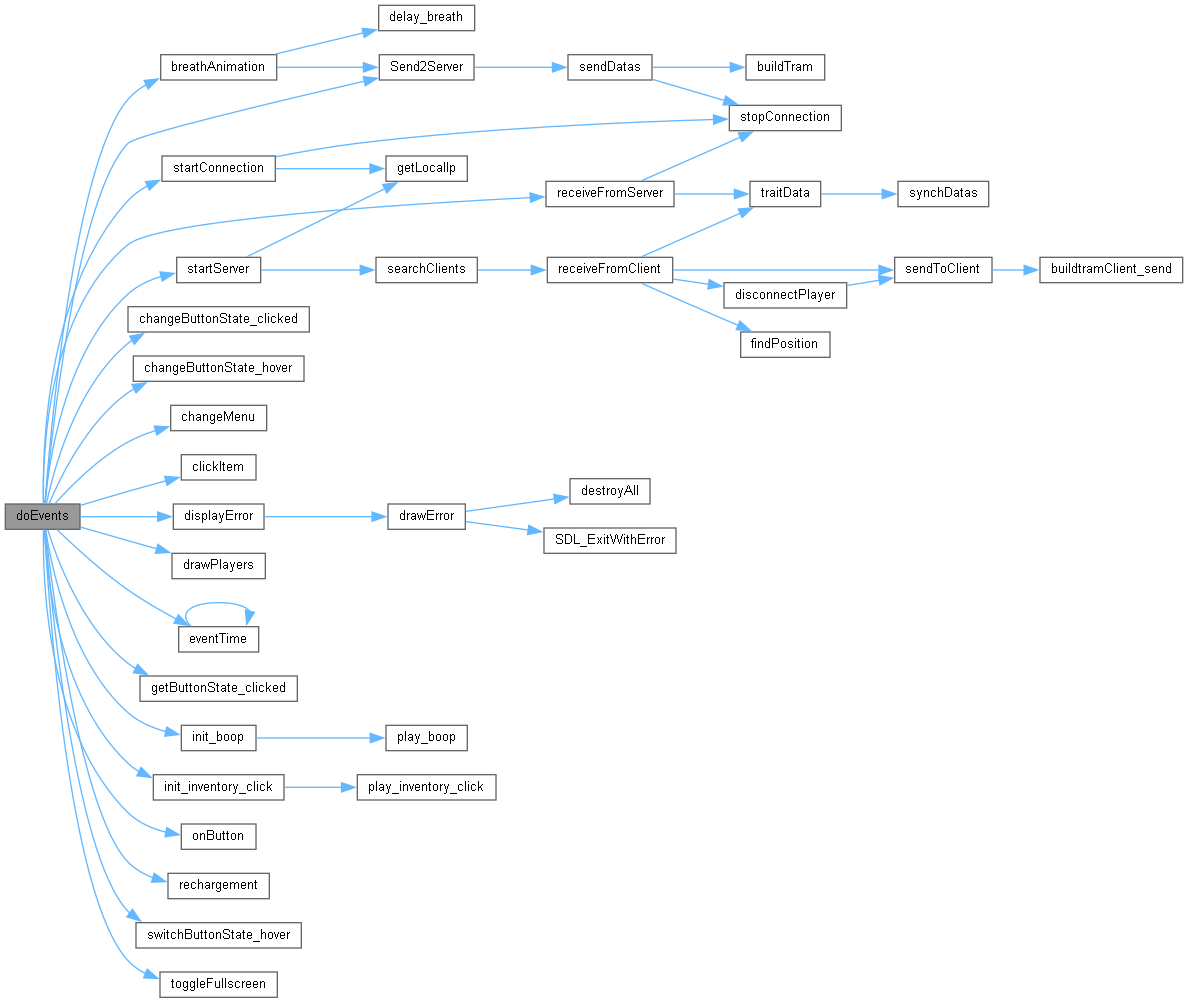 delay_breath
breathAnimation
Send2Server
sendDatas
buildTram
stopConnection
startConnection
getLocalIp
receiveFromServer
traitData
synchDatas
startServer
searchClients
receiveFromClient
sendToClient
buildtramClient_send
disconnectPlayer
changeButtonState_clicked
findPosition
changeButtonState_hover
changeMenu
clickItem
destroyAll
doEvents
displayError
drawError
SDL_ExitWithError
drawPlayers
eventTime
getButtonState_clicked
init_boop
play_boop
init_inventory_click
play_inventory_click
onButton
rechargement
switchButtonState_hover
toggleFullscreen